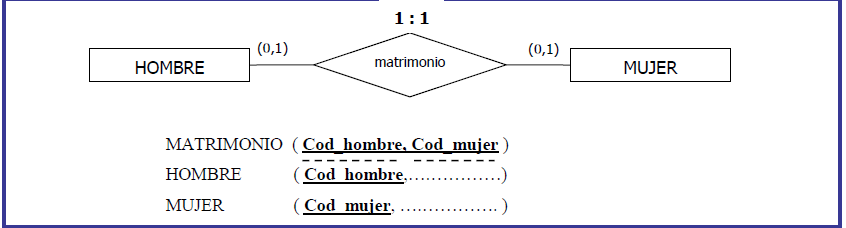 1 : 1
(0,1) (0,1)
HOMBRE matrimonio MUJER
MATRIMONIO ( Cod_hombre, Cod_mujer )
HOMBRE ( Cod_hombre,................)
MUJER ( Cod_mujer, ................. )